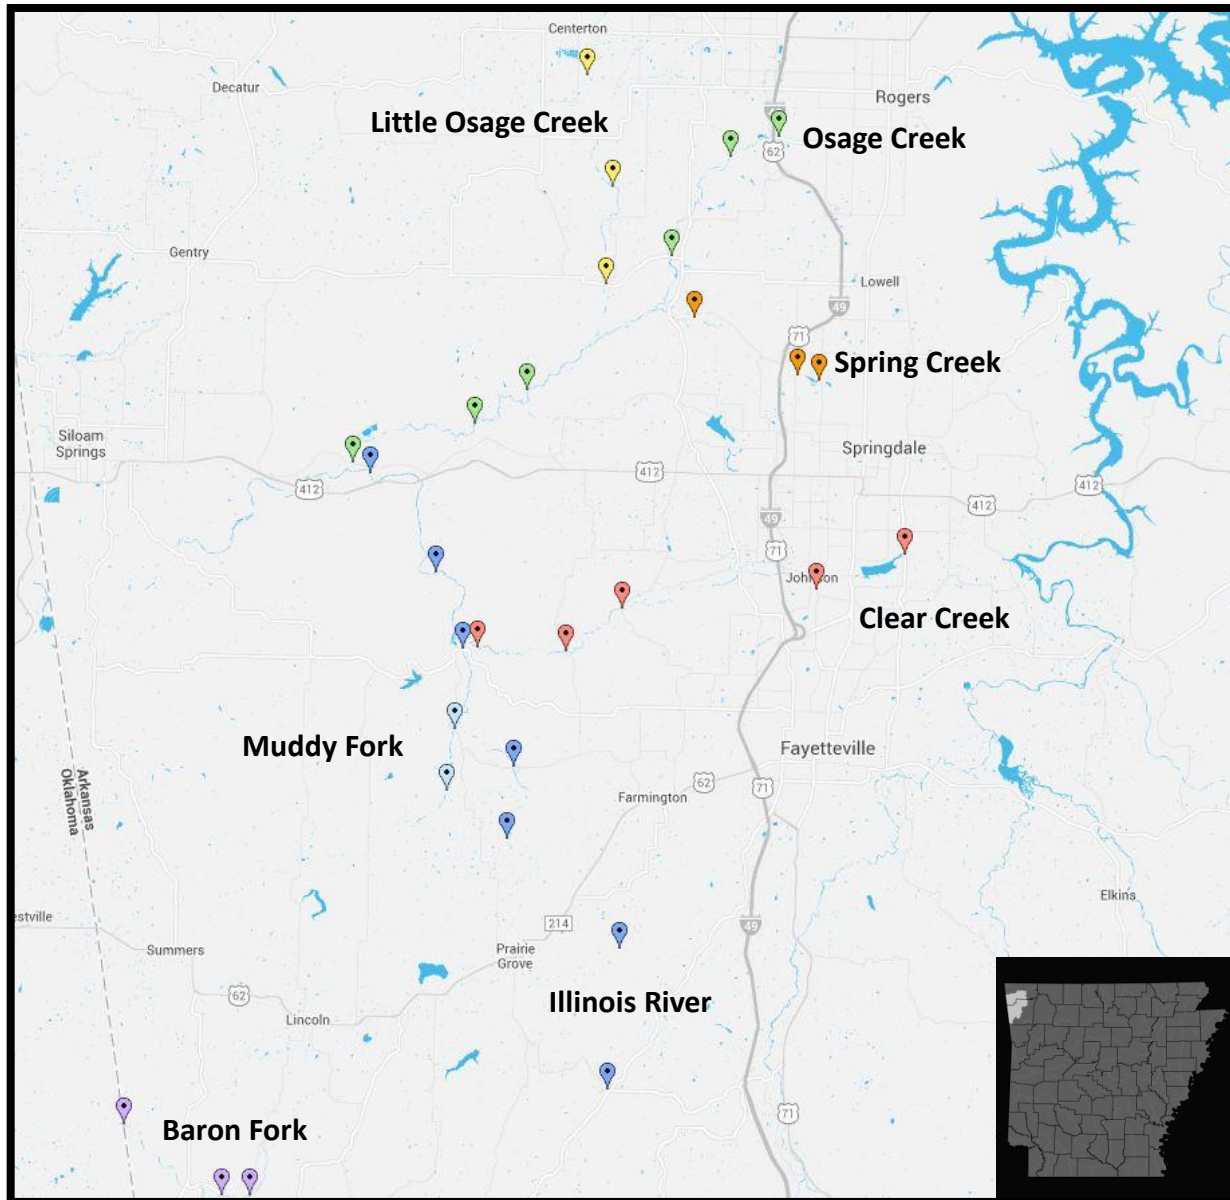 Centerton
Decatur
Rogers
Little Osage Creek
Osage Creek
62
Gentry
Lowell
49
71
Spring Creek
Siloam
Springs
Springdale
412
412
412
412
49
71
Johnson
Clear Creek
Muddy Fork
Fayetteville
Arkansas
Oklahoma
62
71
Farmington
Elkins
estville
214
49
Summers
Prairie
Grove
62
Illinois River
Lincoln
71
Baron Fork